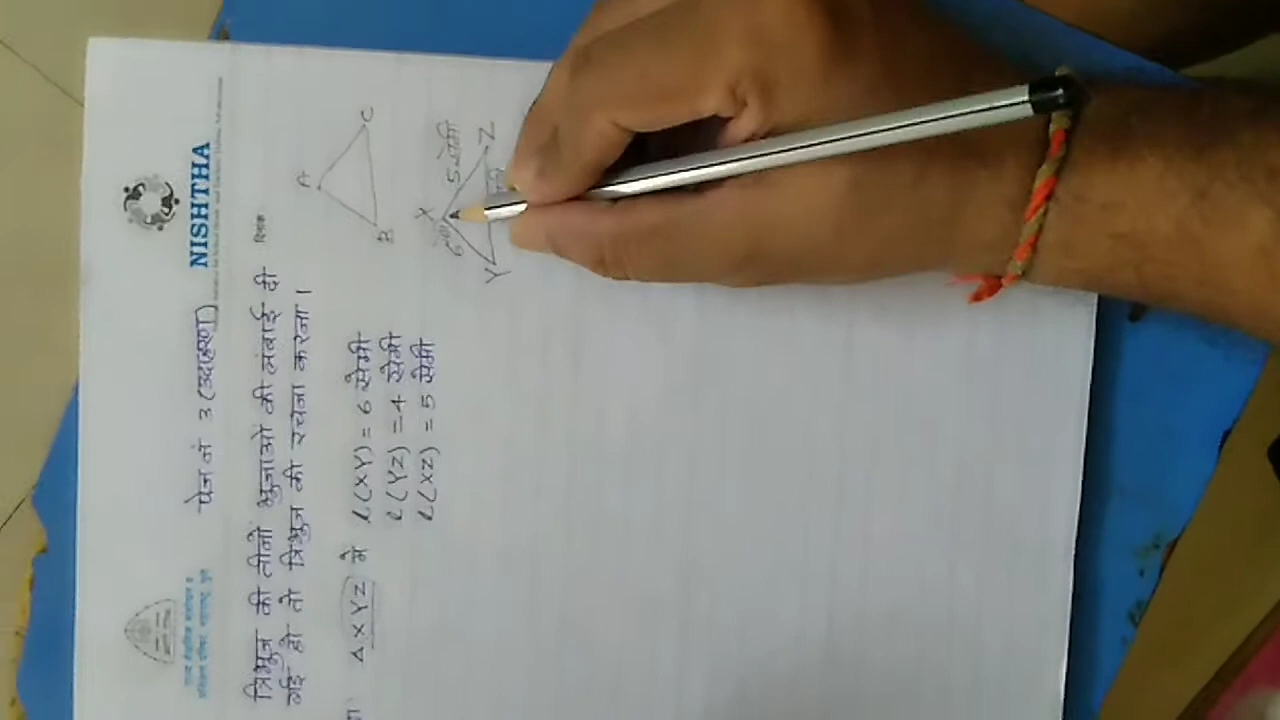 NISHTHA
पेज नं 3 (उदाहरण)
दिनांक
त्रिभुज की तीनों भुजाओं की लंबाई दी
गई हो तो त्रिभुज की रचना करना।
Δ XYZ में l(XY) = 6 सेमी
l(YZ) = 4 सेमी
l(XZ) = 5 सेमी
A
B C
X
6 सेमी 5 सेमी
Y Z